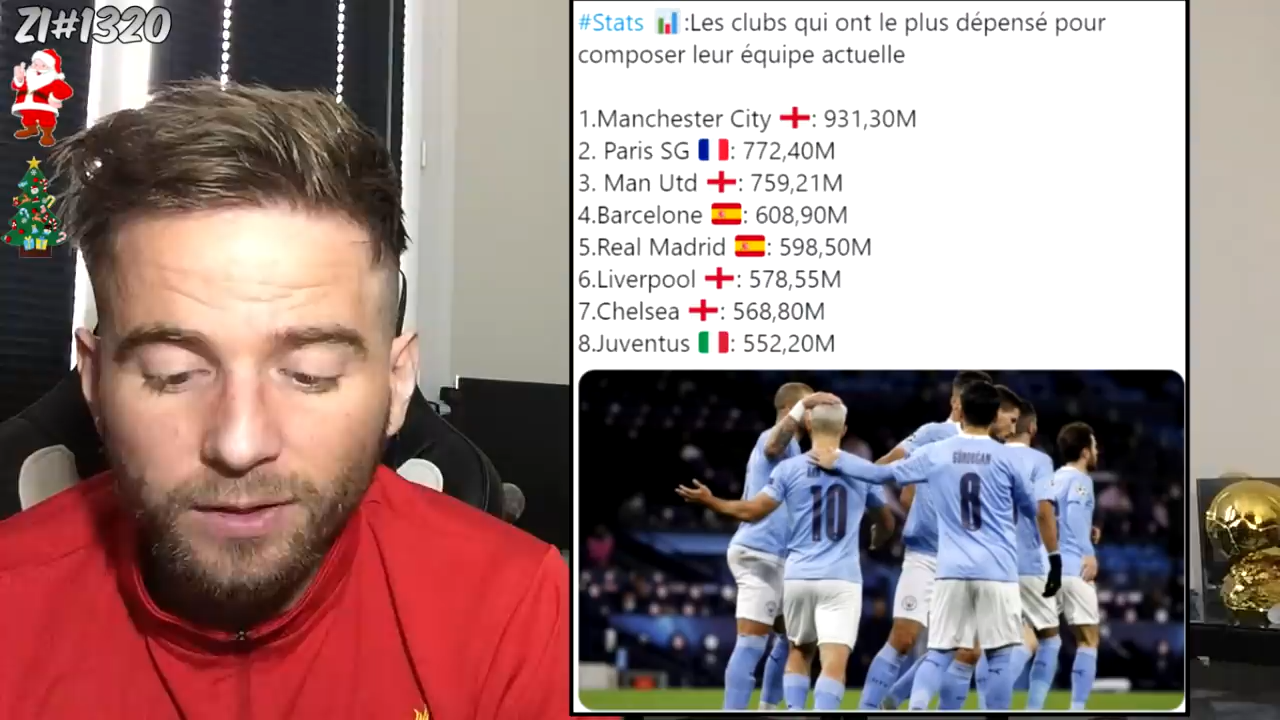 ZI#1320
#Stats 📊 :Les clubs qui ont le plus dépensé pour
composer leur équipe actuelle
1.Manchester City 🏴󠁧󠁢󠁥󠁮󠁧󠁿: 931,30M
2. Paris SG 🇫🇷: 772,40M
3. Man Utd 🏴󠁧󠁢󠁥󠁮󠁧󠁿: 759,21M
4.Barcelone 🇪🇸: 608,90M
5.Real Madrid 🇪🇸: 598,50M
6.Liverpool 🏴󠁧󠁢󠁥󠁮󠁧󠁿: 578,55M
7.Chelsea 🏴󠁧󠁢󠁥󠁮󠁧󠁿: 568,80M
8.Juventus 🇮🇹: 552,20M
10
GÜNDOĞAN
8